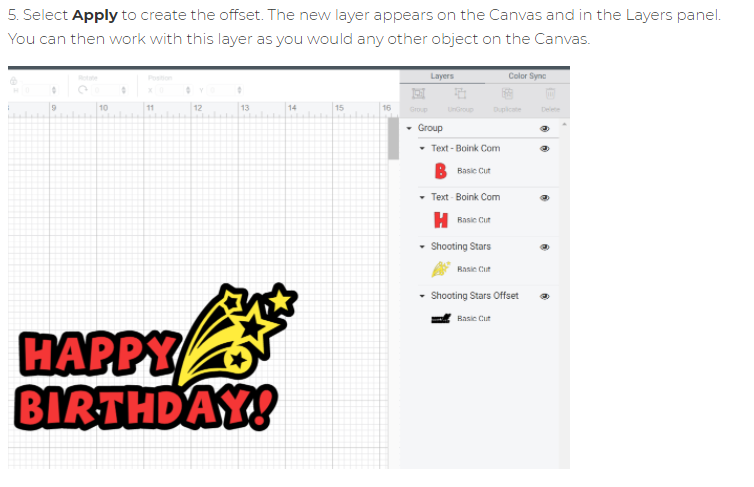 5. Select Apply to create the offset. The new layer appears on the Canvas and in the Layers panel.
You can then work with this layer as you would any other object on the Canvas.
Layers Color Sync
Rotate Position
Group UnGroup Duplicate Delete
9 10 11 12 13 14 15 16
Group
Text - Boink Com
B Basic Cut
Text - Boink Com
H Basic Cut
Shooting Stars
Basic Cut
Shooting Stars Offset
Basic Cut
HAPPY
BIRTHDAY!